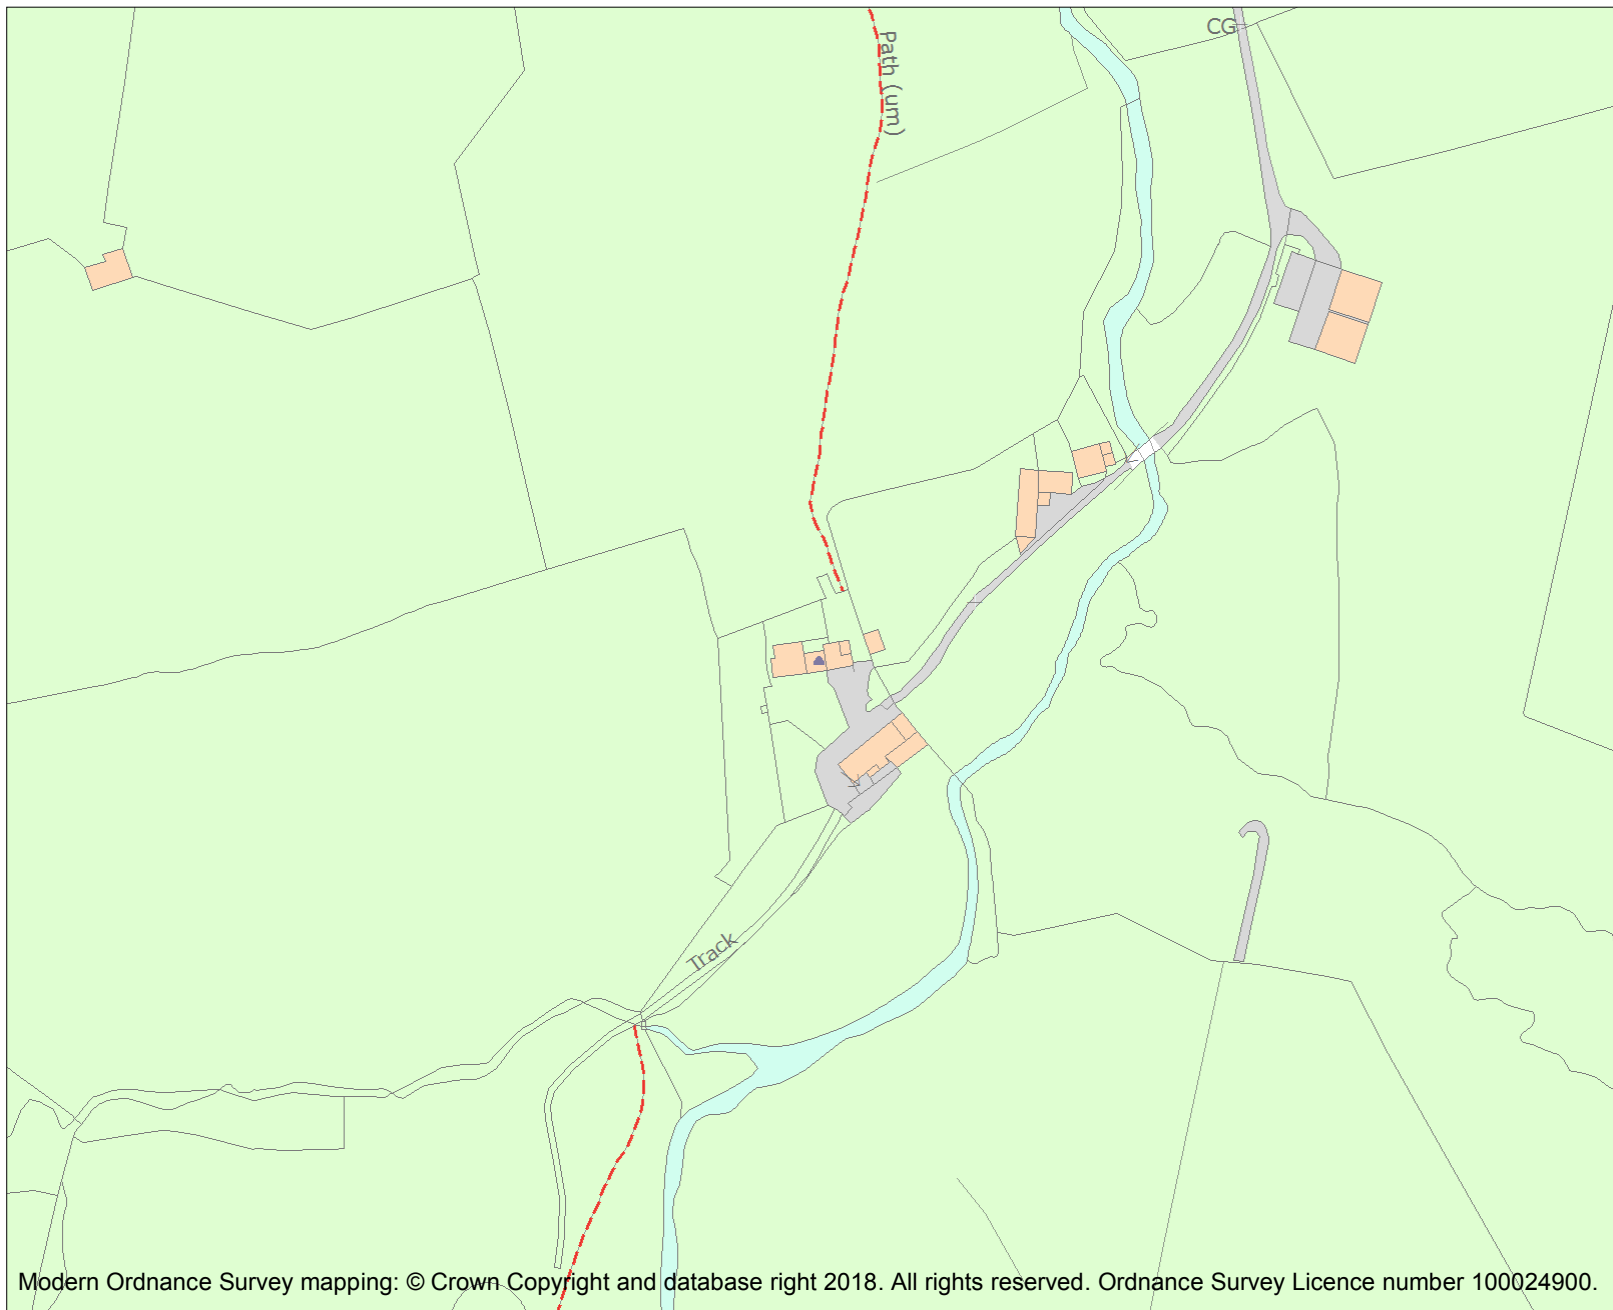 CG
Path (um)
Track
Modern Ordnance Survey mapping: © Crown Copyright and database right 2018. All rights reserved. Ordnance Survey Licence number 100024900.